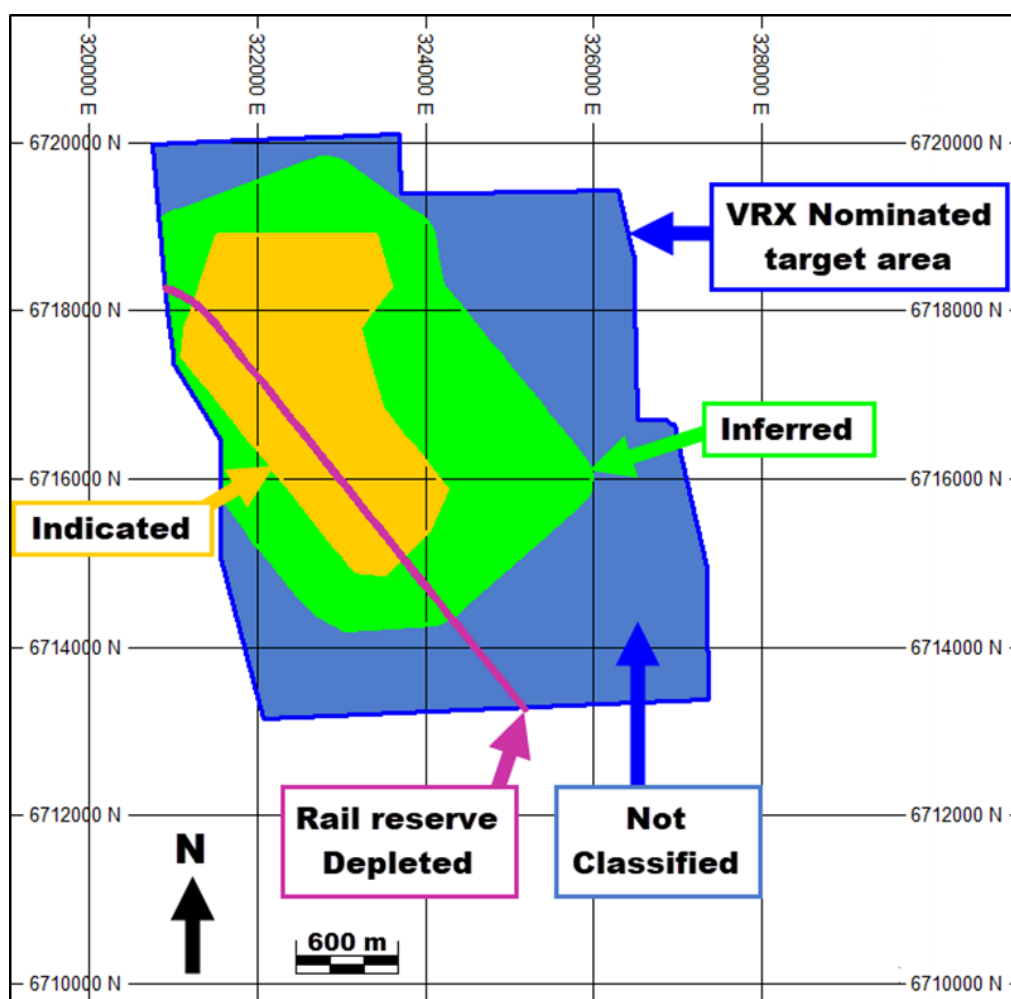 320000 E
322000 E
324000 E
326000 E
328000 E
6720000 N
6720000 N
VRX Nominated
target area
6718000 N
6718000 N
Inferred
6716000 N
6716000 N
Indicated
6714000 N
6714000 N
6712000 N
6712000 N
Rail reserve
Depleted
Not
Classified
N
600 m
6710000 N
6710000 N